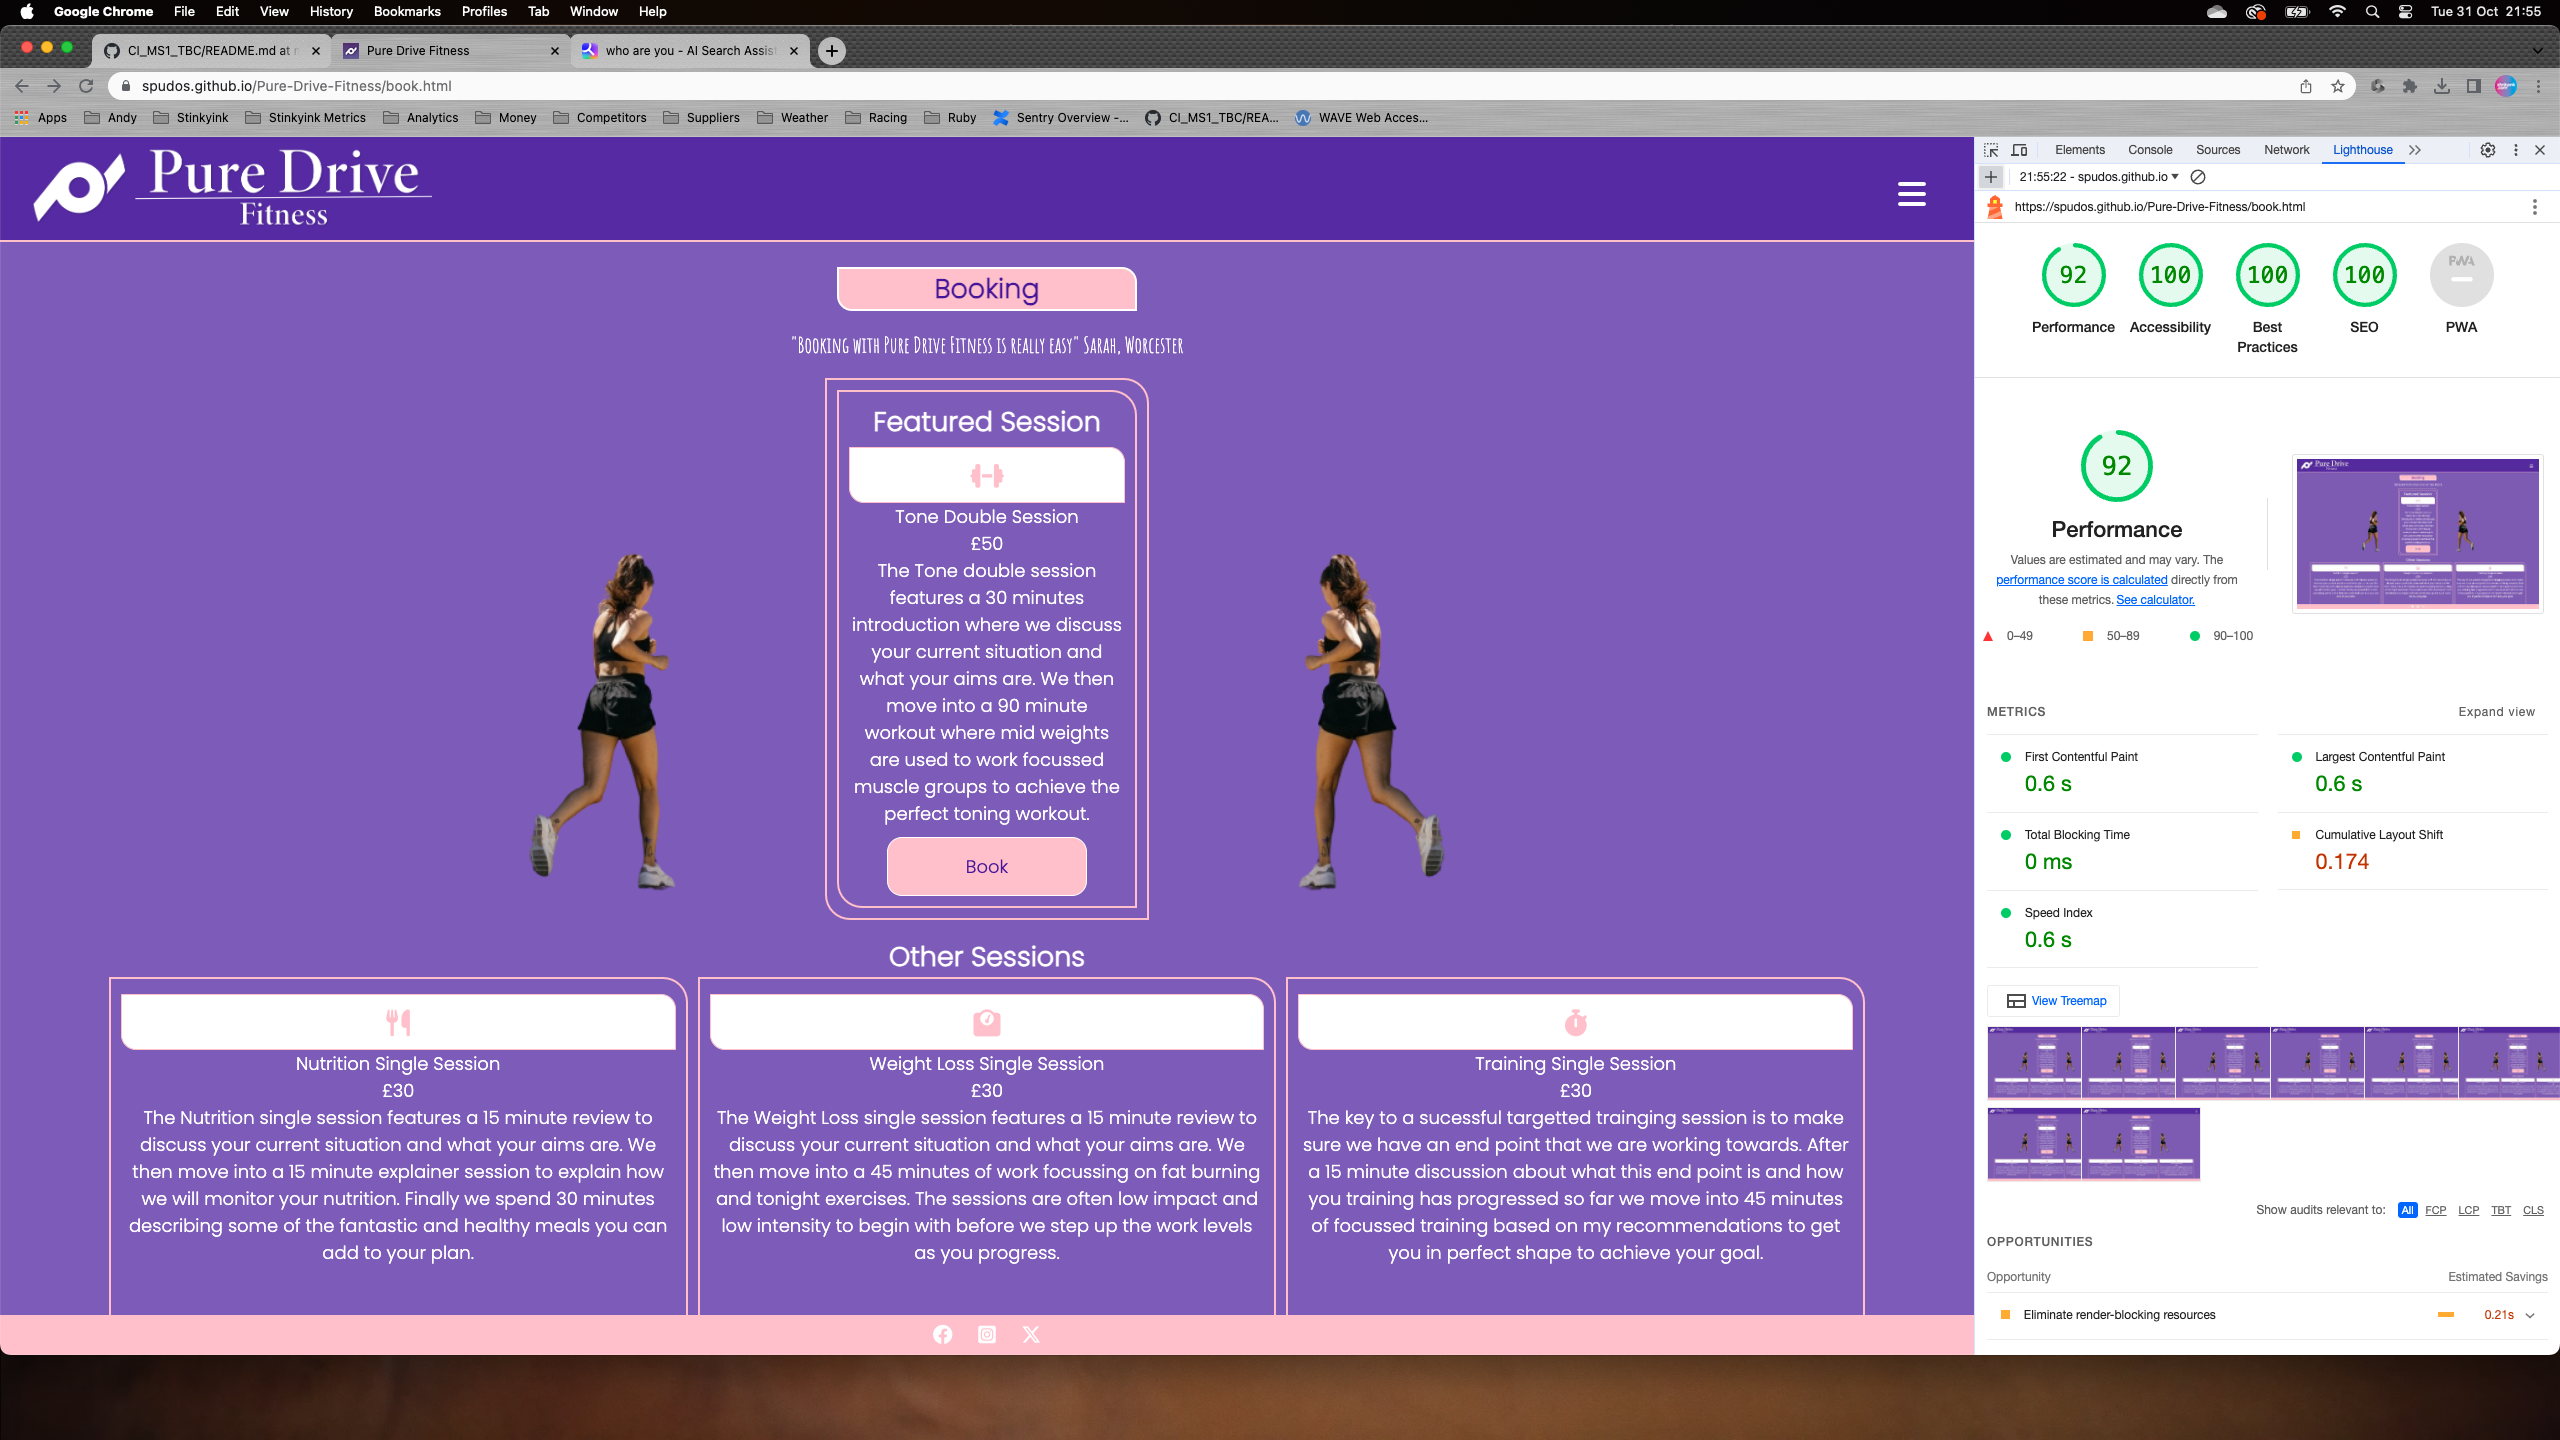 Google Chrome File Edit View History Bookmarks Profiles Tab Window Help Tue 31 Oct 21:55
CI_MS1_TBC/README.md at Pure Drive Fitness who are you - AI Search Assis
spudos.github.io/Pure-Drive-Fitness/book.html
Apps Andy Stinkyink Stinkyink Metrics Analytics Money Competitors Suppliers Weather Racing Ruby Sentry Overview -... CI_MS1_TBC/REA... WAVE Web Acces...
Pure Drive
Fitness
Booking
"Booking with Pure Drive Fitness is really easy" Sarah, Worcester
Featured Session
Tone Double Session
£50
The Tone double session
features a 30 minutes
introduction where we discuss
your current situation and
what your aims are. We then
move into a 90 minute
workout where mid weights
are used to work focussed
muscle groups to achieve the
perfect toning workout.
Book
Other Sessions
Nutrition Single Session
£30
The Nutrition single session features a 15 minute review to
discuss your current situation and what your aims are. We
then move into a 15 minute explainer session to explain how
we will monitor your nutrition. Finally we spend 30 minutes
describing some of the fantastic and healthy meals you can
add to your plan.
Weight Loss Single Session
£30
The Weight Loss single session features a 15 minute review to
discuss your current situation and what your aims are. We
then move into a 45 minutes of work focussing on fat burning
and tonight exercises. The sessions are often low impact and
low intensity to begin with before we step up the work levels
as you progress.
Training Single Session
£30
The key to a sucessful targetted trainging session is to make
sure we have an end point that we are working towards. After
a 15 minute discussion about what this end point is and how
you training has progressed so far we move into 45 minutes
of focussed training based on my recommendations to get
you in perfect shape to achieve your goal.
Elements Console Sources Network Lighthouse
21:55:22 - spudos.github.io
https://spudos.github.io/Pure-Drive-Fitness/book.html
92 100 100 100 PWA
Performance Accessibility Best Practices SEO PWA
92
Performance
Values are estimated and may vary. The
performance score is calculated directly from
these metrics. See calculator.
0–49 50–89 90–100
METRICS Expand view
First Contentful Paint
0.6 s
Largest Contentful Paint
0.6 s
Total Blocking Time
0 ms
Cumulative Layout Shift
0.174
Speed Index
0.6 s
View Treemap
Show audits relevant to: All FCP LCP TBT CLS
OPPORTUNITIES
Opportunity Estimated Savings
Eliminate render-blocking resources 0.21s